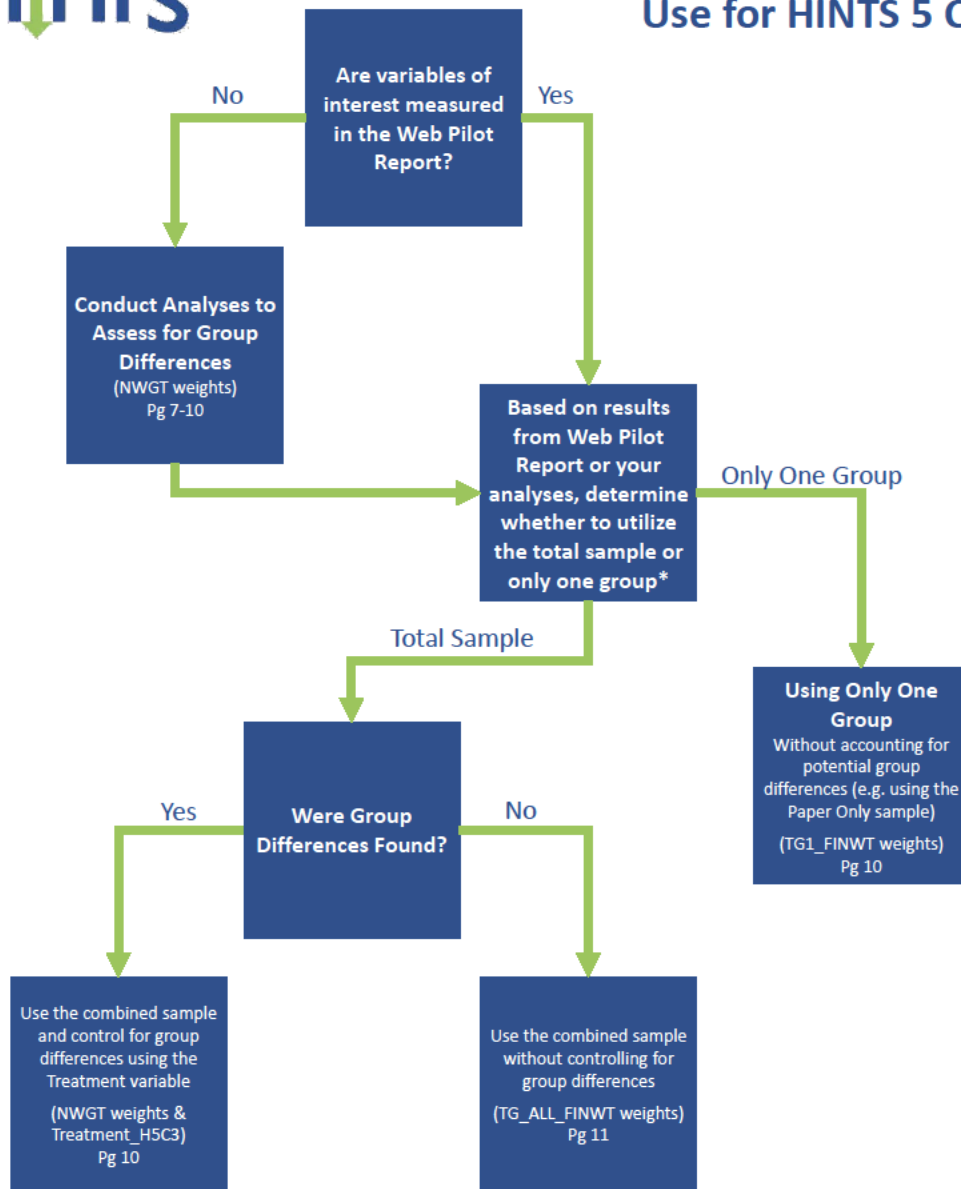 Use for HINTS 5
Are variables of
interest measured
in the Web Pilot
Report?
No
Yes
Conduct Analyses to
Assess for Group
Differences
(NWGT weights)
Pg 7-10
Based on results
from Web Pilot
Report or your
analyses, determine
whether to utilize
the total sample or
only one group*
Only One Group
Total Sample
Using Only One
Group
Without accounting for
potential group
differences (e.g. using the
Paper Only sample)
(TG1_FINWT weights)
Pg 10
Were Group
Differences Found?
Yes
No
Use the combined sample
and control for group
differences using the
Treatment variable
(NWGT weights &
Treatment_H5C3)
Pg 10
Use the combined sample
without controlling for
group differences
(TG_ALL_FINWT weights)
Pg 11